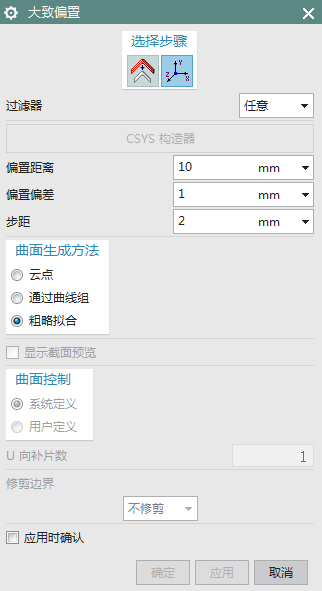 大致偏置
选择步骤
Y
Z X
过滤器 任意
CSYS 构造器
偏置距离 10 mm
偏置偏差 1 mm
步距 2 mm
曲面生成方法
云点
通过曲线组
粗略拟合
显示截面预览
曲面控制
系统定义
用户定义
U 向补片数 1
修剪边界
不修剪
应用时确认
确定 应用 取消